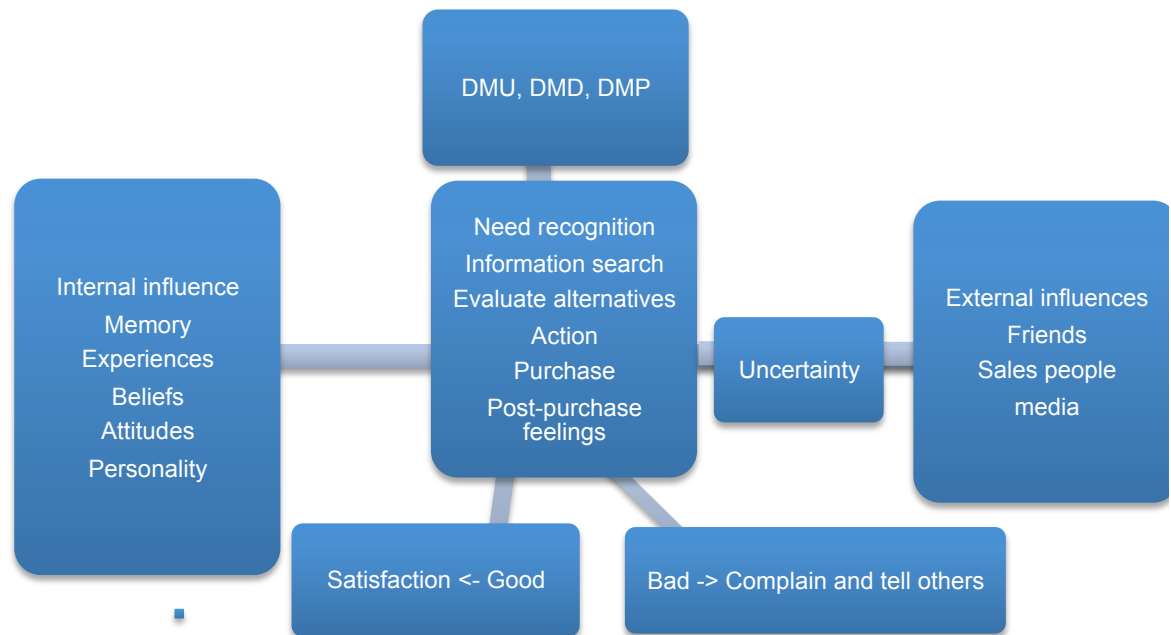 DMU, DMD, DMP
Internal influence
Memory
Experiences
Beliefs
Attitudes
Personality
Need recognition
Information search
Evaluate alternatives
Action
Purchase
Post-purchase
feelings
Uncertainty
External influences
Friends
Sales people
media
Satisfaction <- Good
Bad -> Complain and tell others